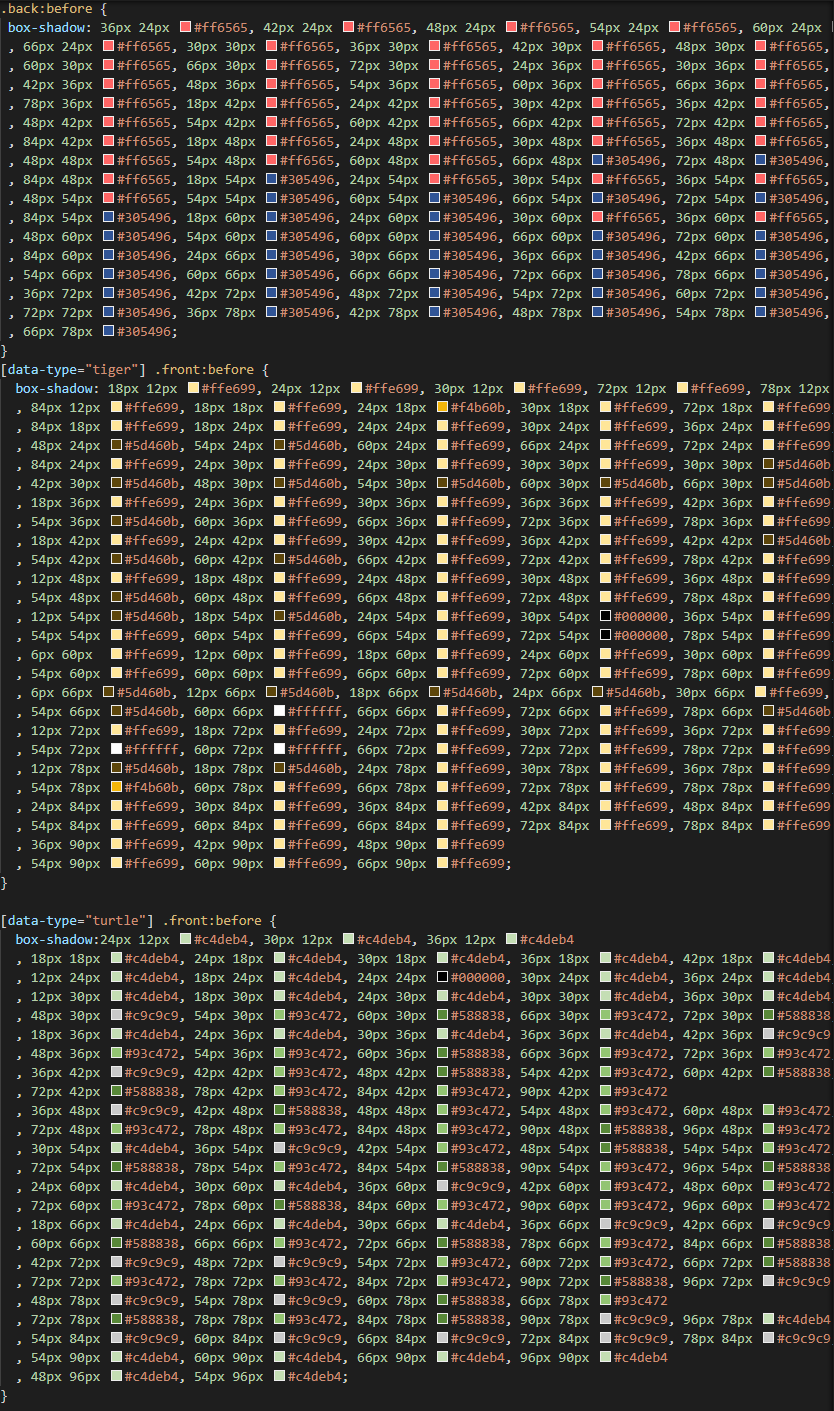 .back:before {
box-shadow: 36px 24px #ff6565, 42px 24px #ff6565, 48px 24px #ff6565, 54px 24px #ff6565, 60px 24px
, 66px 24px #ff6565, 30px 30px #ff6565, 36px 30px #ff6565, 42px 30px #ff6565, 48px 30px #ff6565,
, 60px 30px #ff6565, 66px 30px #ff6565, 72px 30px #ff6565, 24px 36px #ff6565, 30px 36px #ff6565,
, 42px 36px #ff6565, 48px 36px #ff6565, 54px 36px #ff6565, 60px 36px #ff6565, 66px 36px #ff6565,
, 78px 36px #ff6565, 18px 42px #ff6565, 24px 42px #ff6565, 30px 42px #ff6565, 36px 42px #ff6565,
, 48px 42px #ff6565, 54px 42px #ff6565, 60px 42px #ff6565, 66px 42px #ff6565, 72px 42px #ff6565,
, 84px 42px #ff6565, 18px 48px #ff6565, 24px 48px #ff6565, 30px 48px #ff6565, 36px 48px #ff6565,
, 48px 48px #ff6565, 54px 48px #ff6565, 60px 48px #ff6565, 66px 48px #305496, 72px 48px #305496,
, 84px 48px #ff6565, 18px 54px #305496, 24px 54px #ff6565, 30px 54px #ff6565, 36px 54px #ff6565,
, 48px 54px #ff6565, 54px 54px #305496, 60px 54px #305496, 66px 54px #305496, 72px 54px #305496,
, 84px 54px #305496, 18px 60px #305496, 24px 60px #305496, 30px 60px #ff6565, 36px 60px #ff6565,
, 48px 60px #305496, 54px 60px #305496, 60px 60px #305496, 66px 60px #305496, 72px 60px #305496,
, 84px 60px #305496, 24px 66px #305496, 30px 66px #305496, 36px 66px #305496, 42px 66px #305496,
, 54px 66px #305496, 60px 66px #305496, 66px 66px #305496, 72px 66px #305496, 78px 66px #305496,
, 36px 72px #305496, 42px 72px #305496, 48px 72px #305496, 54px 72px #305496, 60px 72px #305496,
, 72px 72px #305496, 36px 78px #305496, 42px 78px #305496, 48px 78px #305496, 54px 78px #305496,
, 66px 78px #305496;
}
[data-type="tiger"] .front:before {
box-shadow: 18px 12px #ffe699, 24px 12px #ffe699, 30px 12px #ffe699, 72px 12px #ffe699, 78px 12px
, 84px 12px #ffe699, 18px 18px #ffe699, 24px 18px #f4b60b, 30px 18px #ffe699, 72px 18px #ffe699
, 84px 18px #ffe699, 18px 24px #ffe699, 24px 24px #ffe699, 30px 24px #ffe699, 36px 24px #ffe699
, 48px 24px #5d460b, 54px 24px #5d460b, 60px 24px #ffe699, 66px 24px #ffe699, 72px 24px #ffe699
, 84px 24px #ffe699, 24px 30px #ffe699, 24px 30px #ffe699, 30px 30px #ffe699, 30px 30px #5d460b
, 42px 30px #5d460b, 48px 30px #5d460b, 54px 30px #5d460b, 60px 30px #5d460b, 66px 30px #5d460b
, 18px 36px #ffe699, 24px 36px #ffe699, 30px 36px #ffe699, 36px 36px #ffe699, 42px 36px #ffe699
, 54px 36px #5d460b, 60px 36px #ffe699, 66px 36px #ffe699, 72px 36px #ffe699, 78px 36px #ffe699
, 18px 42px #ffe699, 24px 42px #ffe699, 30px 42px #ffe699, 36px 42px #ffe699, 42px 42px #5d460b
, 54px 42px #5d460b, 60px 42px #5d460b, 66px 42px #ffe699, 72px 42px #ffe699, 78px 42px #ffe699
, 12px 48px #ffe699, 18px 48px #ffe699, 24px 48px #ffe699, 30px 48px #ffe699, 36px 48px #ffe699
, 54px 48px #5d460b, 60px 48px #ffe699, 66px 48px #ffe699, 72px 48px #ffe699, 78px 48px #ffe699
, 12px 54px #5d460b, 18px 54px #5d460b, 24px 54px #ffe699, 30px 54px #000000, 36px 54px #ffe699
, 54px 54px #ffe699, 60px 54px #ffe699, 66px 54px #ffe699, 72px 54px #000000, 78px 54px #ffe699
, 6px 60px #ffe699, 12px 60px #ffe699, 18px 60px #ffe699, 24px 60px #ffe699, 30px 60px #ffe699,
, 54px 60px #ffe699, 60px 60px #ffe699, 66px 60px #ffe699, 72px 60px #ffe699, 78px 60px #ffe699
, 6px 66px #5d460b, 12px 66px #5d460b, 18px 66px #5d460b, 24px 66px #5d460b, 30px 66px #ffe699,
, 54px 66px #5d460b, 60px 66px #ffffff, 66px 66px #ffe699, 72px 66px #ffe699, 78px 66px #5d460b
, 12px 72px #ffe699, 18px 72px #ffe699, 24px 72px #ffe699, 30px 72px #ffe699, 36px 72px #ffe699
, 54px 72px #ffffff, 60px 72px #ffffff, 66px 72px #ffe699, 72px 72px #ffe699, 78px 72px #ffe699
, 12px 78px #5d460b, 18px 78px #5d460b, 24px 78px #ffe699, 30px 78px #ffe699, 36px 78px #ffe699
, 54px 78px #f4b60b, 60px 78px #ffe699, 66px 78px #ffe699, 72px 78px #ffe699, 78px 78px #ffe699
, 24px 84px #ffe699, 30px 84px #ffe699, 36px 84px #ffe699, 42px 84px #ffe699, 48px 84px #ffe699
, 54px 84px #ffe699, 60px 84px #ffe699, 66px 84px #ffe699, 72px 84px #ffe699, 78px 84px #ffe699
, 36px 90px #ffe699, 42px 90px #ffe699, 48px 90px #ffe699
, 54px 90px #ffe699, 60px 90px #ffe699, 66px 90px #ffe699;
}
[data-type="turtle"] .front:before {
box-shadow:24px 12px #c4deb4, 30px 12px #c4deb4, 36px 12px #c4deb4
, 18px 18px #c4deb4, 24px 18px #c4deb4, 30px 18px #c4deb4, 36px 18px #c4deb4, 42px 18px #c4deb4
, 12px 24px #c4deb4, 18px 24px #c4deb4, 24px 24px #000000, 30px 24px #c4deb4, 36px 24px #c4deb4
, 12px 30px #c4deb4, 18px 30px #c4deb4, 24px 30px #c4deb4, 30px 30px #c4deb4, 36px 30px #c4deb4
, 48px 30px #c9c9c9, 54px 30px #93c472, 60px 30px #588838, 66px 30px #93c472, 72px 30px #588838
, 18px 36px #c4deb4, 24px 36px #c4deb4, 30px 36px #c4deb4, 36px 36px #c4deb4, 42px 36px #c9c9c9
, 48px 36px #93c472, 54px 36px #93c472, 60px 36px #588838, 66px 36px #93c472, 72px 36px #93c472
, 36px 42px #c9c9c9, 42px 42px #93c472, 48px 42px #588838, 54px 42px #93c472, 60px 42px #588838
, 72px 42px #588838, 78px 42px #93c472, 84px 42px #93c472, 90px 42px #93c472
, 36px 48px #c9c9c9, 42px 48px #588838, 48px 48px #93c472, 54px 48px #93c472, 60px 48px #93c472
, 72px 48px #93c472, 78px 48px #93c472, 84px 48px #93c472, 90px 48px #588838, 96px 48px #93c472
, 30px 54px #c4deb4, 36px 54px #c9c9c9, 42px 54px #93c472, 48px 54px #588838, 54px 54px #93c472
, 72px 54px #588838, 78px 54px #93c472, 84px 54px #588838, 90px 54px #93c472, 96px 54px #588838
, 24px 60px #c4deb4, 30px 60px #c4deb4, 36px 60px #c9c9c9, 42px 60px #93c472, 48px 60px #93c472
, 72px 60px #93c472, 78px 60px #588838, 84px 60px #93c472, 90px 60px #93c472, 96px 60px #93c472
, 18px 66px #c4deb4, 24px 66px #c4deb4, 30px 66px #c4deb4, 36px 66px #c9c9c9, 42px 66px #c9c9c9
, 60px 66px #588838, 66px 66px #93c472, 72px 66px #588838, 78px 66px #93c472, 84px 66px #588838
, 42px 72px #c9c9c9, 48px 72px #c9c9c9, 54px 72px #93c472, 60px 72px #93c472, 66px 72px #588838
, 72px 72px #93c472, 78px 72px #93c472, 84px 72px #93c472, 90px 72px #588838, 96px 72px #c9c9c9
, 48px 78px #c9c9c9, 54px 78px #c9c9c9, 60px 78px #588838, 66px 78px #93c472
, 72px 78px #588838, 78px 78px #93c472, 84px 78px #588838, 90px 78px #c9c9c9, 96px 78px #c4deb4
, 54px 84px #c9c9c9, 60px 84px #c9c9c9, 66px 84px #c9c9c9, 72px 84px #c9c9c9, 78px 84px #c9c9c9
, 54px 90px #c4deb4, 60px 90px #c4deb4, 66px 90px #c9c9c9, 96px 90px #c4deb4
, 48px 96px #c4deb4, 54px 96px #c4deb4;
}